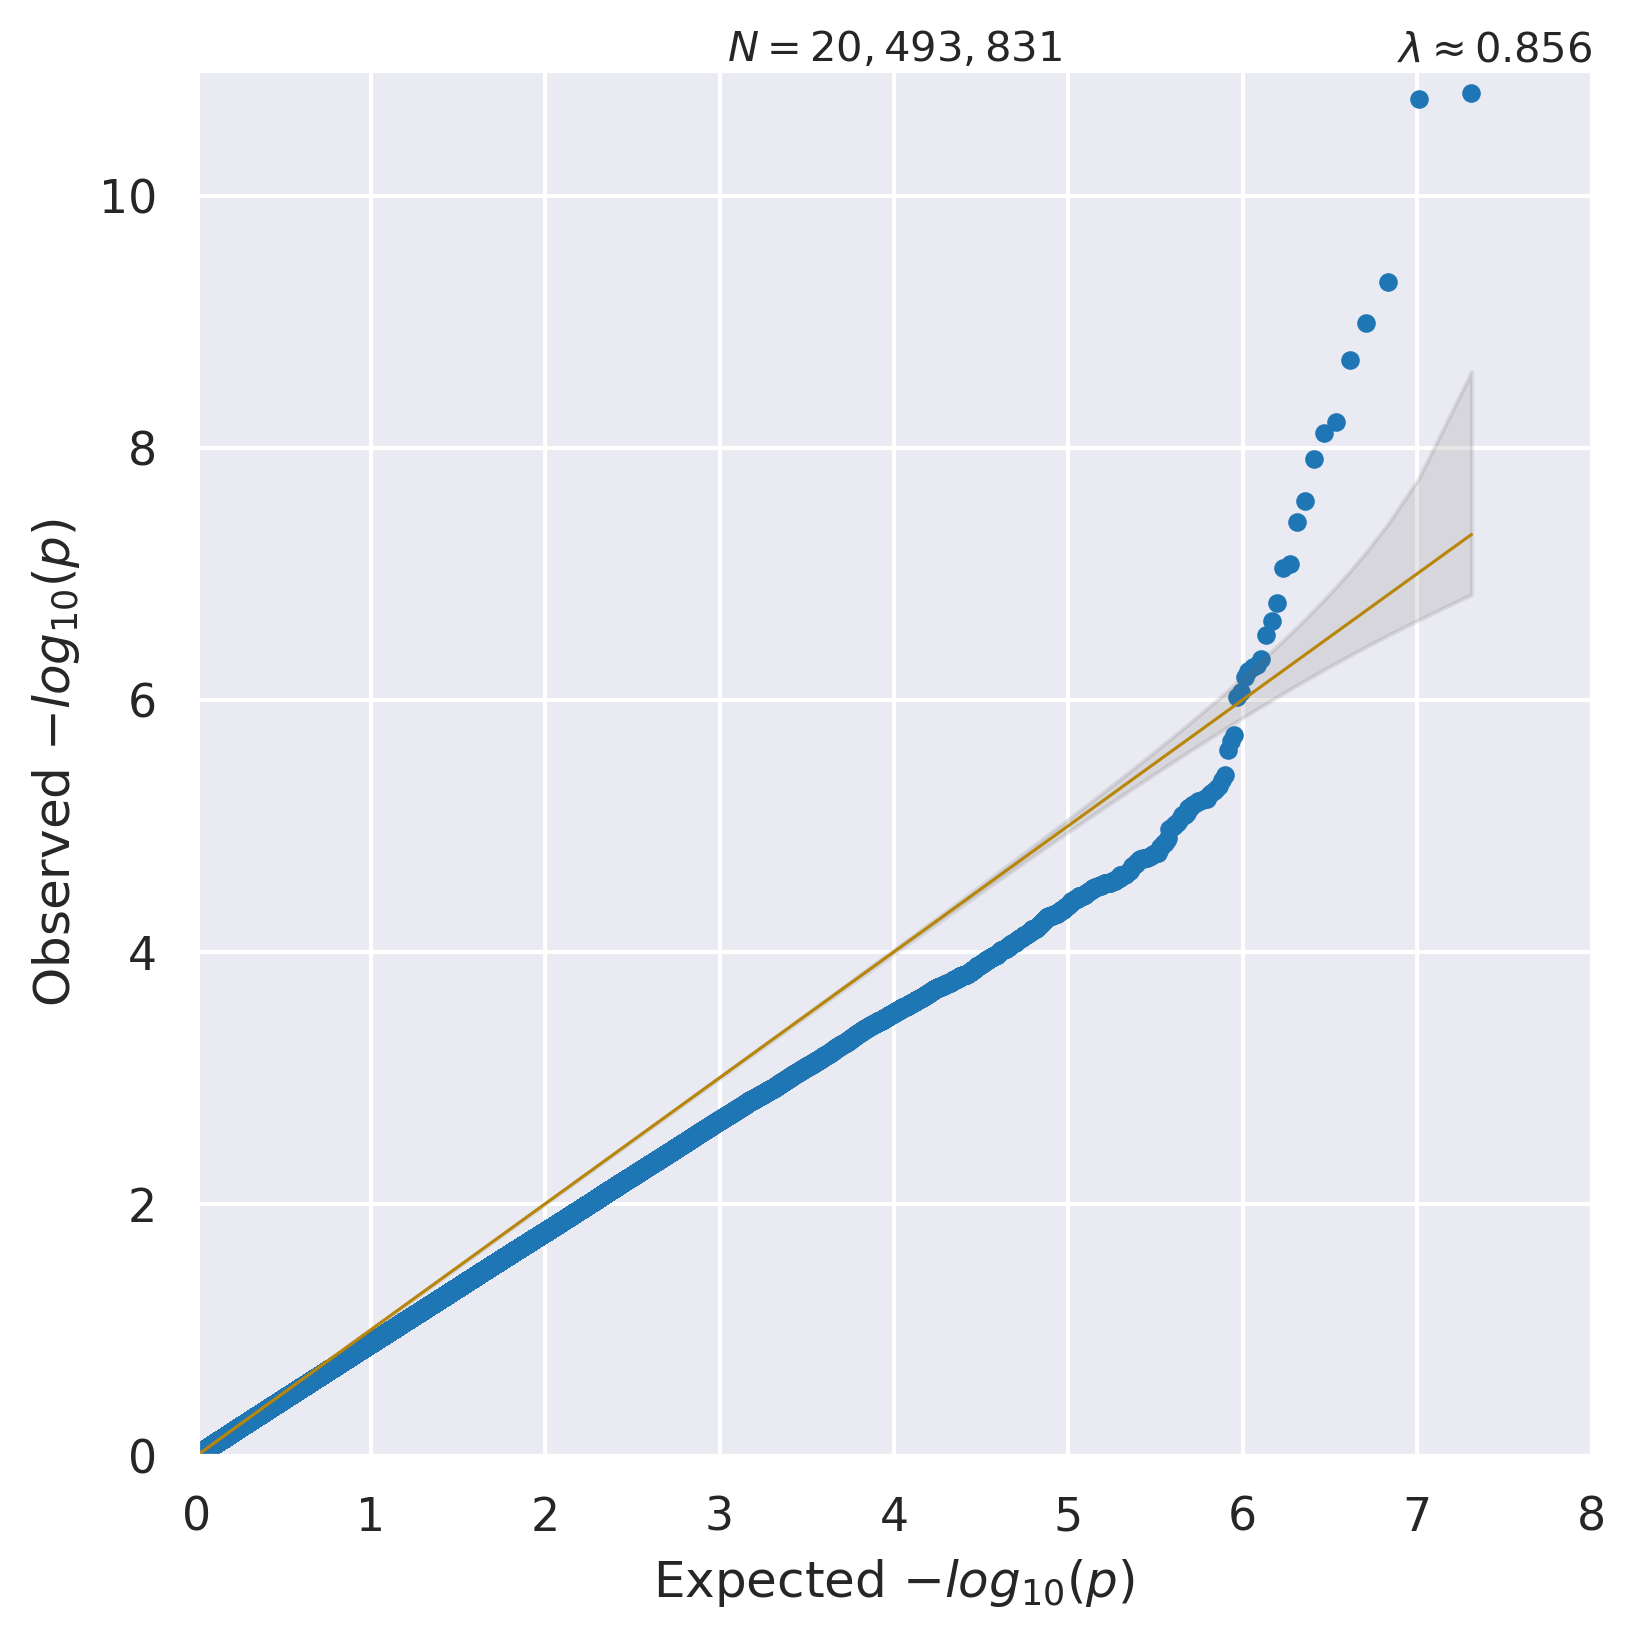 N = 20, 493, 831
λ ≈ 0.856
Observed −log₁₀(p)
10
8
6
4
2
0
0 1 2 3 4 5 6 7 8
Expected −log₁₀(p)